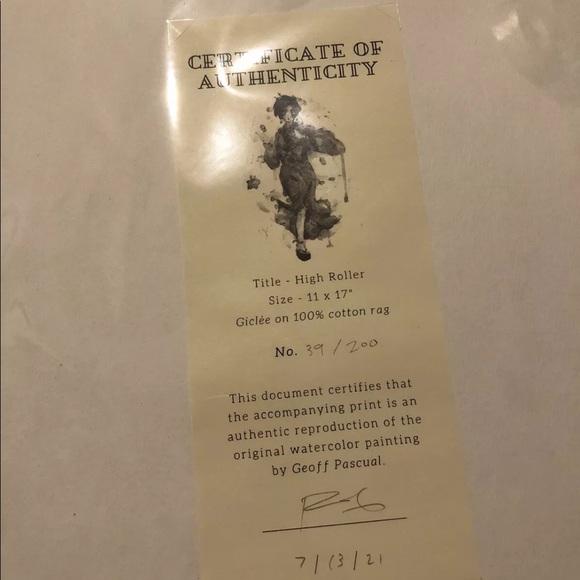 CERTIFICATE OF
AUTHENTICITY
Title - High Roller
Size - 11 x 17"
Giclèe on 100% cotton rag
No. 39/200
This document certifies that
the accompanying print is an
authentic reproduction of the
original watercolor painting
by Geoff Pascual.
7/13/21